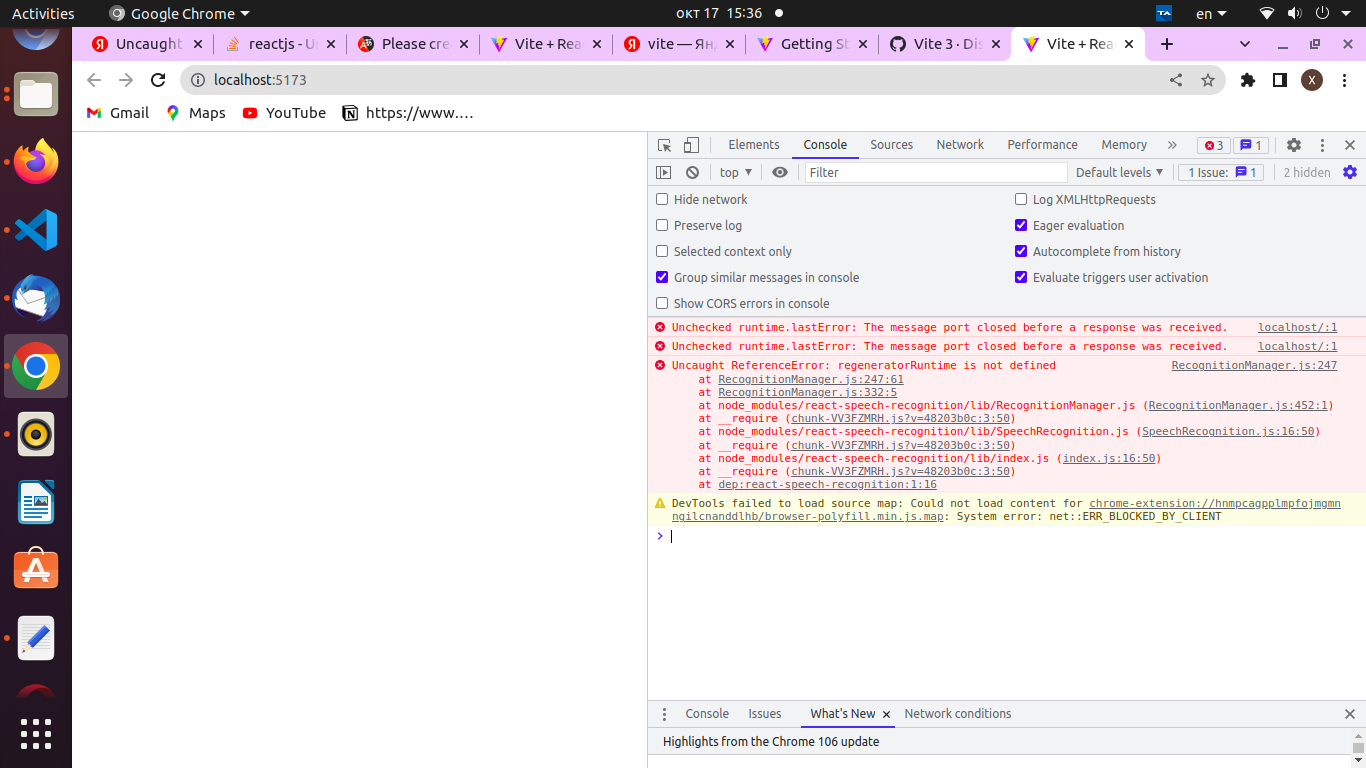 Activities
Google Chrome
окт 17 15:36
TA
en
Uncaught
reactjs - Un
Please cre
Vite + Rea
vite — Янд
Getting St
Vite 3 · Dis
Vite + Rea
localhost:5173
X
Gmail
Maps
YouTube
https://www....
Elements
Console
Sources
Network
Performance
Memory
3
1
top
Filter
Default levels
1 Issue:
1
2 hidden
Hide network
Log XMLHttpRequests
Preserve log
Eager evaluation
Selected context only
Autocomplete from history
Group similar messages in console
Evaluate triggers user activation
Show CORS errors in console
Unchecked runtime.lastError: The message port closed before a response was received. localhost/:1
Unchecked runtime.lastError: The message port closed before a response was received. localhost/:1
Uncaught ReferenceError: regeneratorRuntime is not defined RecognitionManager.js:247
at RecognitionManager.js:247:61
at RecognitionManager.js:332:5
at node_modules/react-speech-recognition/lib/RecognitionManager.js (RecognitionManager.js:452:1)
at __require (chunk-VV3FZMRH.js?v=48203b0c:3:50)
at node_modules/react-speech-recognition/lib/SpeechRecognition.js (SpeechRecognition.js:16:50)
at __require (chunk-VV3FZMRH.js?v=48203b0c:3:50)
at node_modules/react-speech-recognition/lib/index.js (index.js:16:50)
at __require (chunk-VV3FZMRH.js?v=48203b0c:3:50)
at dep:react-speech-recognition:1:16
DevTools failed to load source map: Could not load content for chrome-extension://hnmpcagpplmpfojmgmn
ngilcnanddlhb/browser-polyfill.min.js.map: System error: net::ERR_BLOCKED_BY_CLIENT
Console
Issues
What's New
Network conditions
Highlights from the Chrome 106 update